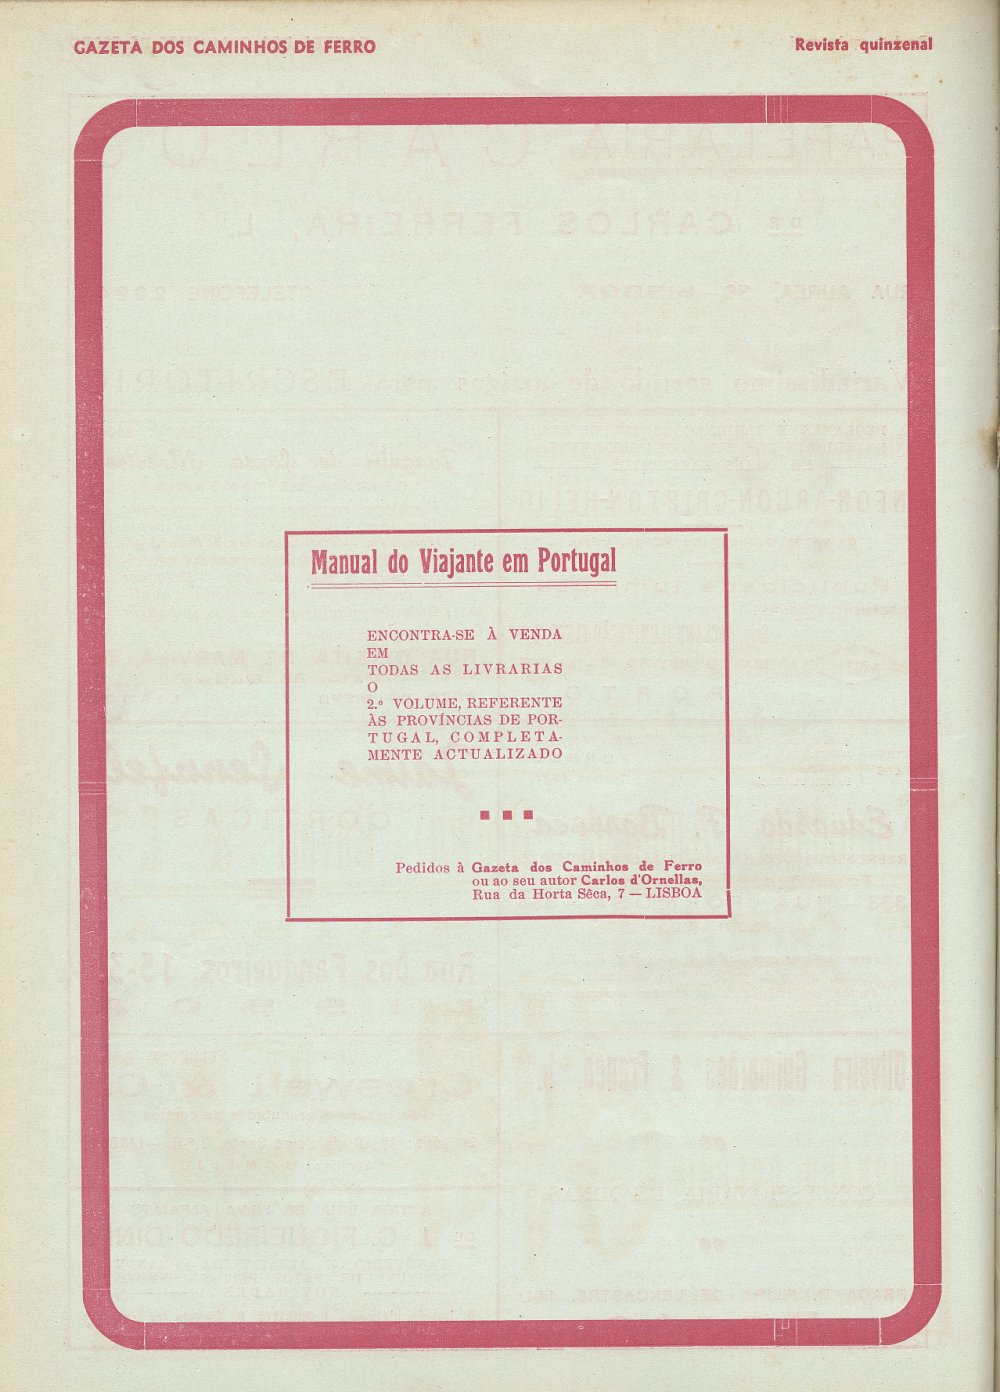 GAZETA DOS CAMINHOS DE FERRO
Revista quinzenal
Manual do Viajante em Portugal
ENCONTRA-SE À VENDA
EM
TODAS AS LIVRARIAS
O
2.º VOLUME, REFERENTE
ÀS PROVÍNCIAS DE POR-
TUGAL, COMPLETA-
MENTE ACTUALIZADO
Pedidos à Gazeta dos Caminhos de Ferro
ou ao seu autor Carlos d'Ornellas,
Rua da Horta Sêca, 7 — LISBOA